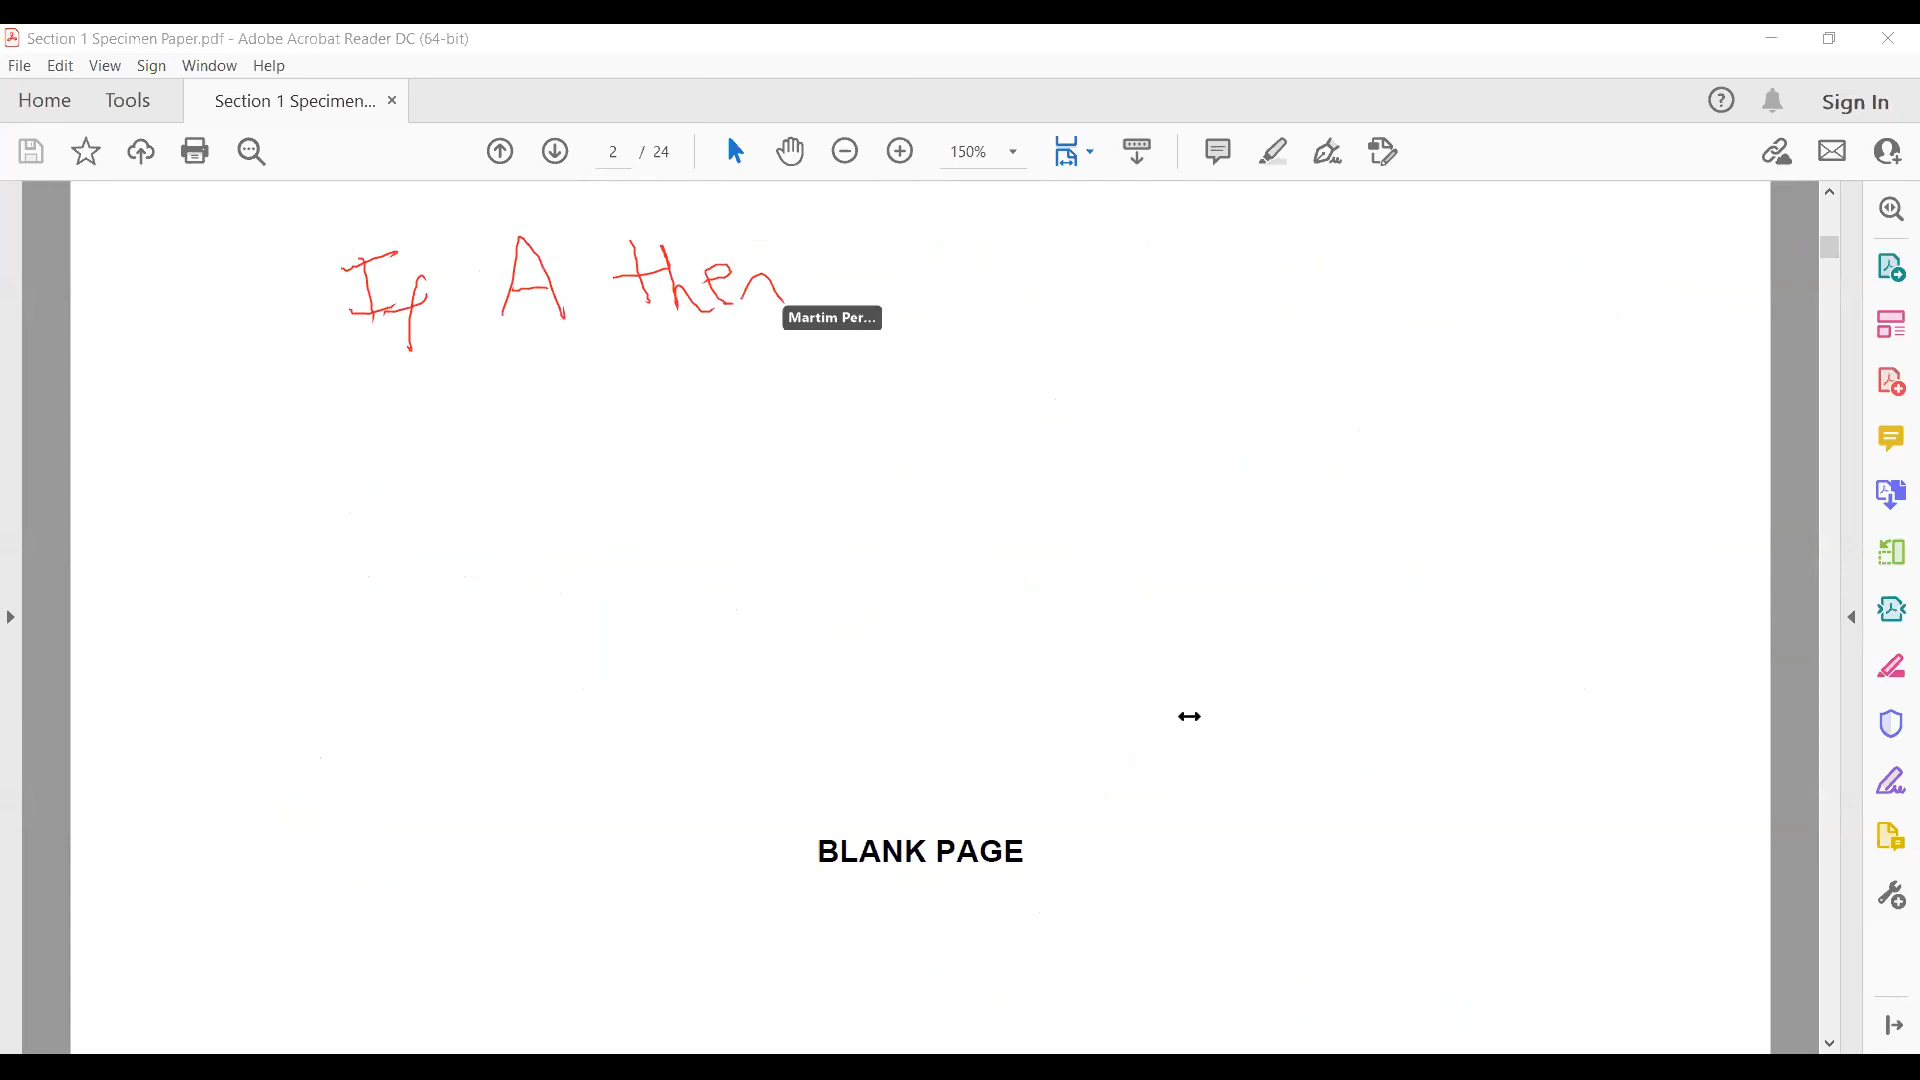 Section 1 Specimen Paper.pdf - Adobe Acrobat Reader DC (64-bit)
File Edit View Sign Window Help
Home Tools Section 1 Specimen... × Sign In
2 / 24 150%
If A then
Martim Per...
BLANK PAGE